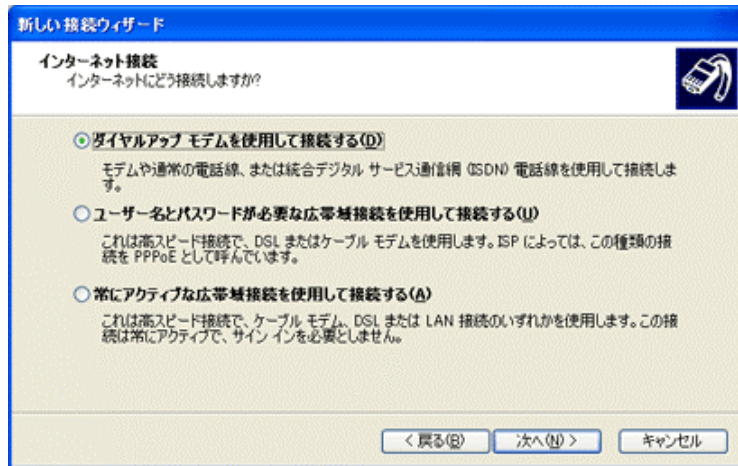 新しい接続ウィザード
インターネット接続
インターネットにどう接続しますか?
ダイヤルアップ モデムを使用して接続する(D)
モデムや通常の電話線、または統合デジタル サービス通信網 (ISDN) 電話線を使用して接続しま
す。
ユーザー名とパスワードが必要な広帯域接続を使用して接続する(U)
これは高スピード接続で、DSL またはケーブル モデムを使用します。ISP によっては、この種類の接
続を PPPoE として呼んでいます。
常にアクティブな広帯域接続を使用して接続する(A)
これは高スピード接続で、ケーブル モデム、DSL または LAN 接続のいずれかを使用します。この接
続は常にアクティブで、サイン インを必要としません。
< 戻る(B) 次へ(N) > キャンセル